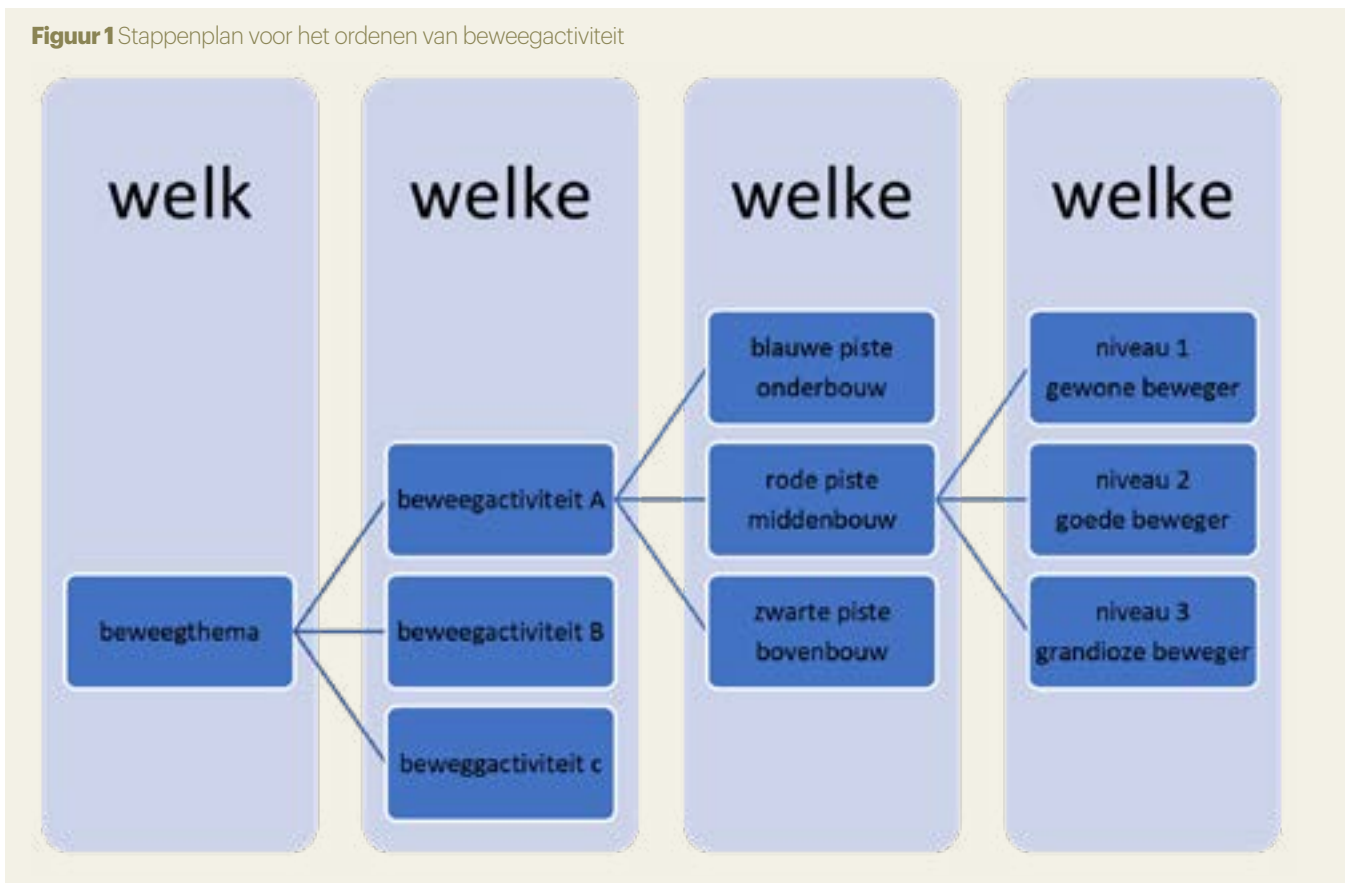 Figuur 1 Stappenplan voor het ordenen van beweegactiviteit
welk
welke
welke
welke
beweegthema
beweegactiviteit A
beweegactiviteit B
beweggactiviteit c
blauwe piste
onderbouw
rode piste
middenbouw
zwarte piste
bovenbouw
niveau 1
gewone beweger
niveau 2
goede beweger
niveau 3
grandioze beweger